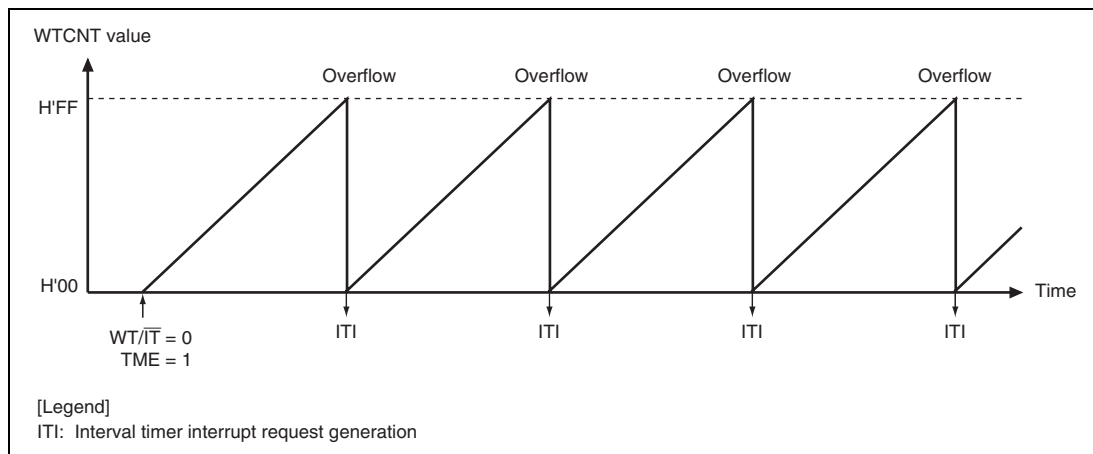 WTCNT value
Overflow Overflow Overflow Overflow
H'FF
H'00
Time
WT/I̅T̅ = 0
TME = 1
ITI ITI ITI ITI
[Legend]
ITI: Interval timer interrupt request generation